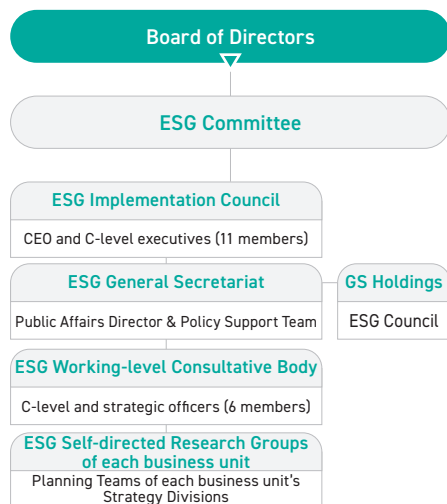 Board of Directors
ESG Committee
ESG Implementation Council
CEO and C-level executives (11 members)
ESG General Secretariat
Public Affairs Director & Policy Support Team
GS Holdings
ESG Council
ESG Working-level Consultative Body
C-level and strategic officers (6 members)
ESG Self-directed Research Groups
of each business unit
Planning Teams of each business unit's
Strategy Divisions